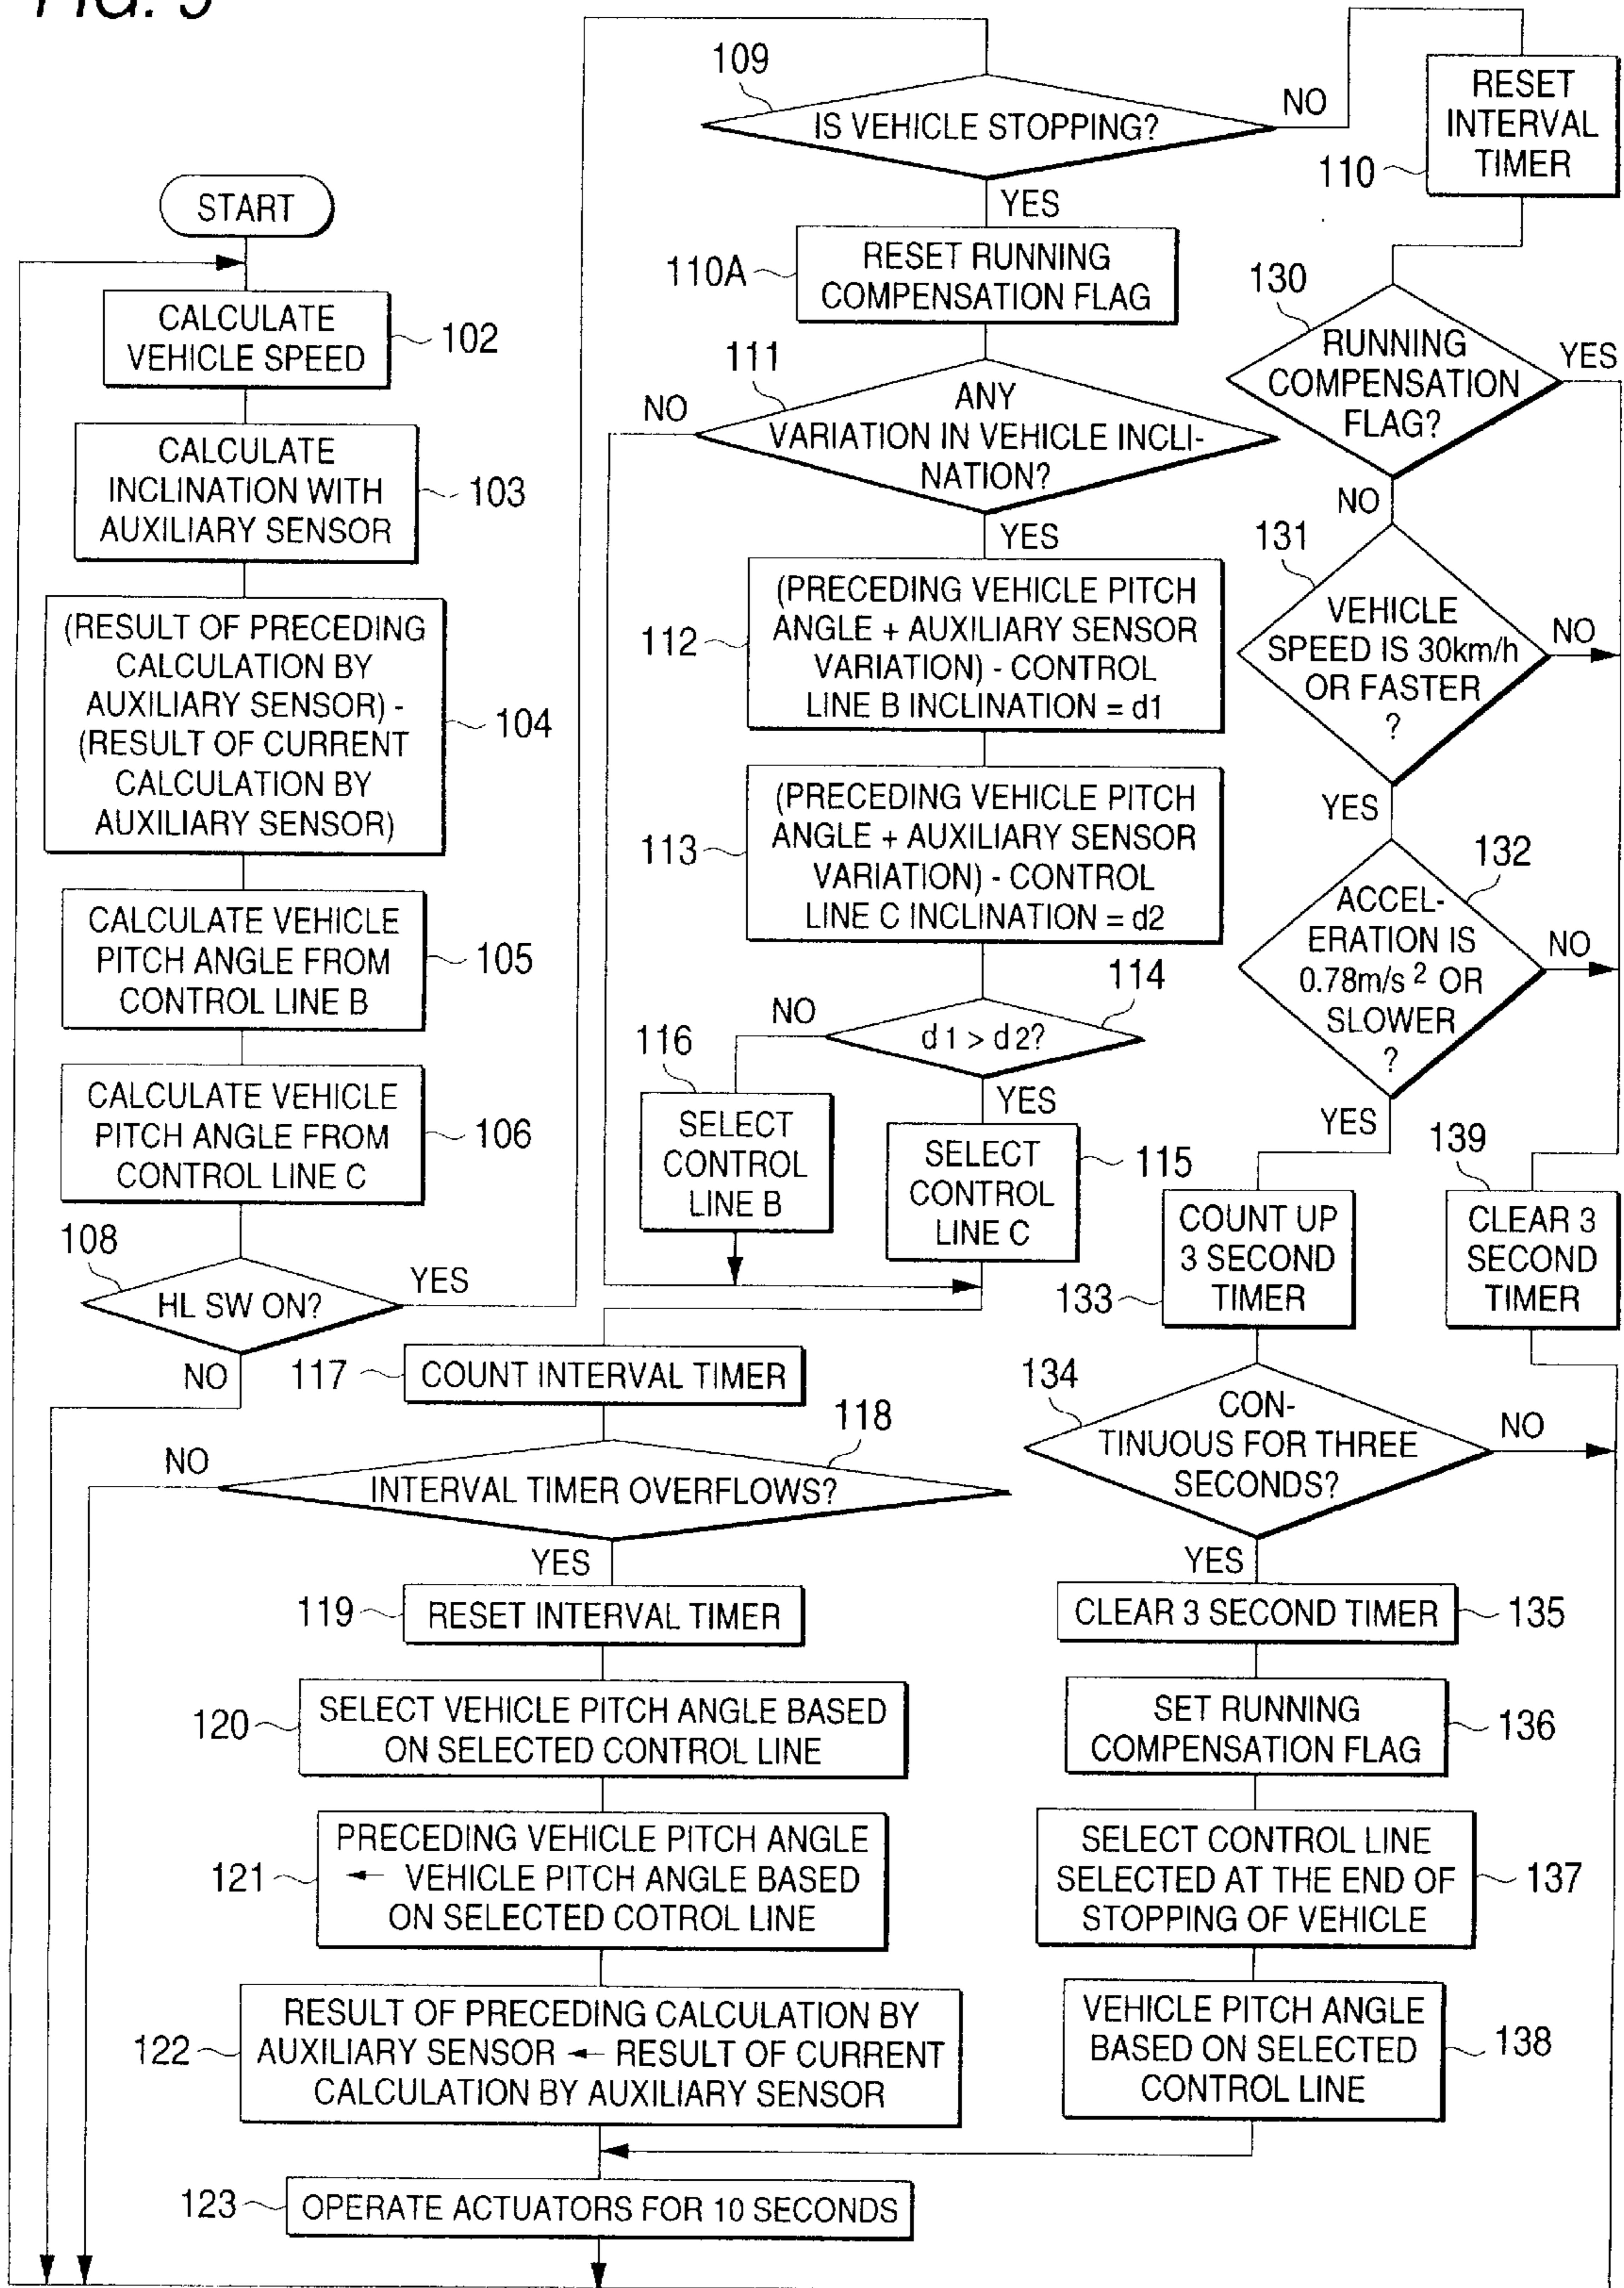 START
CALCULATE
VEHICLE SPEED
102
CALCULATE
INCLINATION WITH
AUXILIARY SENSOR
103
(RESULT OF PRECEDING
CALCULATION BY
AUXILIARY SENSOR) -
(RESULT OF CURRENT
CALCULATION BY
AUXILIARY SENSOR)
104
CALCULATE VEHICLE
PITCH ANGLE FROM
CONTROL LINE B
105
CALCULATE VEHICLE
PITCH ANGLE FROM
CONTROL LINE C
106
108
HL SW ON?
YES
NO
109
IS VEHICLE STOPPING?
NO
YES
RESET
INTERVAL
TIMER
110
110A
RESET RUNNING
COMPENSATION FLAG
111
NO
ANY
VARIATION IN VEHICLE INCLI-
NATION?
YES
112
(PRECEDING VEHICLE PITCH
ANGLE + AUXILIARY SENSOR
VARIATION) - CONTROL
LINE B INCLINATION = d1
113
(PRECEDING VEHICLE PITCH
ANGLE + AUXILIARY SENSOR
VARIATION) - CONTROL
LINE C INCLINATION = d2
114
NO
d1 > d2?
YES
116
SELECT
CONTROL
LINE B
SELECT
CONTROL
LINE C
115
117
COUNT INTERVAL TIMER
118
NO
INTERVAL TIMER OVERFLOWS?
YES
119
RESET INTERVAL TIMER
120
SELECT VEHICLE PITCH ANGLE BASED
ON SELECTED CONTROL LINE
121
PRECEDING VEHICLE PITCH ANGLE
← VEHICLE PITCH ANGLE BASED
ON SELECTED COTROL LINE
122
RESULT OF PRECEDING CALCULATION BY
AUXILIARY SENSOR ← RESULT OF CURRENT
CALCULATION BY AUXILIARY SENSOR
123
OPERATE ACTUATORS FOR 10 SECONDS
130
RUNNING
COMPENSATION
FLAG?
YES
NO
131
VEHICLE
SPEED IS 30km/h
OR FASTER
?
NO
YES
132
ACCEL-
ERATION IS
0.78m/s 2 OR
SLOWER
?
NO
YES
133
COUNT UP
3 SECOND
TIMER
139
CLEAR 3
SECOND
TIMER
134
CON-
TINUOUS FOR THREE
SECONDS?
NO
YES
CLEAR 3 SECOND TIMER
135
SET RUNNING
COMPENSATION FLAG
136
SELECT CONTROL LINE
SELECTED AT THE END OF
STOPPING OF VEHICLE
137
VEHICLE PITCH ANGLE
BASED ON SELECTED
CONTROL LINE
138